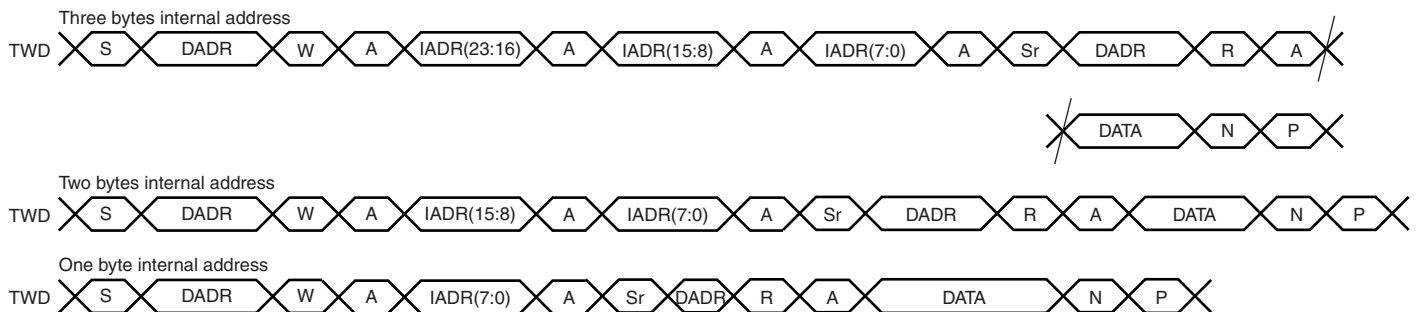 Three bytes internal address
TWD S DADR W A IADR(23:16) A IADR(15:8) A IADR(7:0) A Sr DADR R A
DATA N P
Two bytes internal address
TWD S DADR W A IADR(15:8) A IADR(7:0) A Sr DADR R A DATA N P
One byte internal address
TWD S DADR W A IADR(7:0) A Sr DADR R A DATA N P